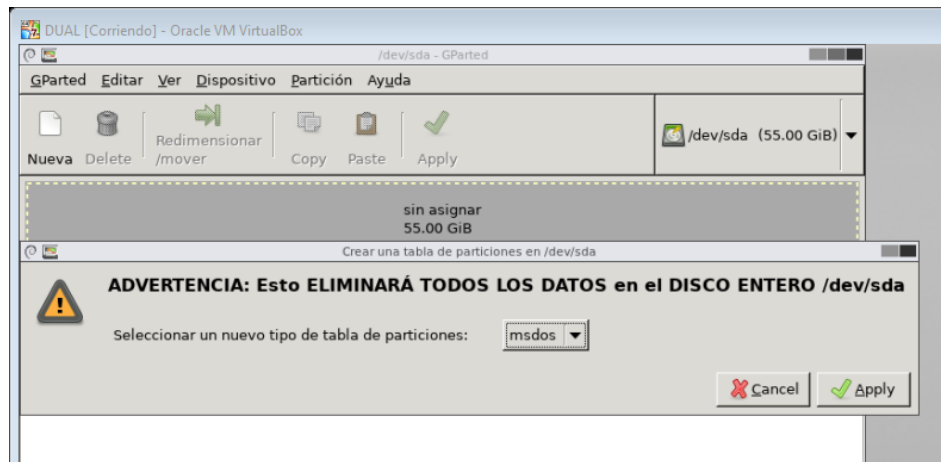 DUAL [Corriendo] - Oracle VM VirtualBox
/dev/sda - GParted
GParted Editar Ver Dispositivo Partición Ayuda
Nueva Delete Redimensionar /mover Copy Paste Apply /dev/sda (55.00 GiB)
sin asignar
55.00 GiB
Crear una tabla de particiones en /dev/sda
ADVERTENCIA: Esto ELIMINARÁ TODOS LOS DATOS en el DISCO ENTERO /dev/sda
Seleccionar un nuevo tipo de tabla de particiones: msdos
Cancel Apply